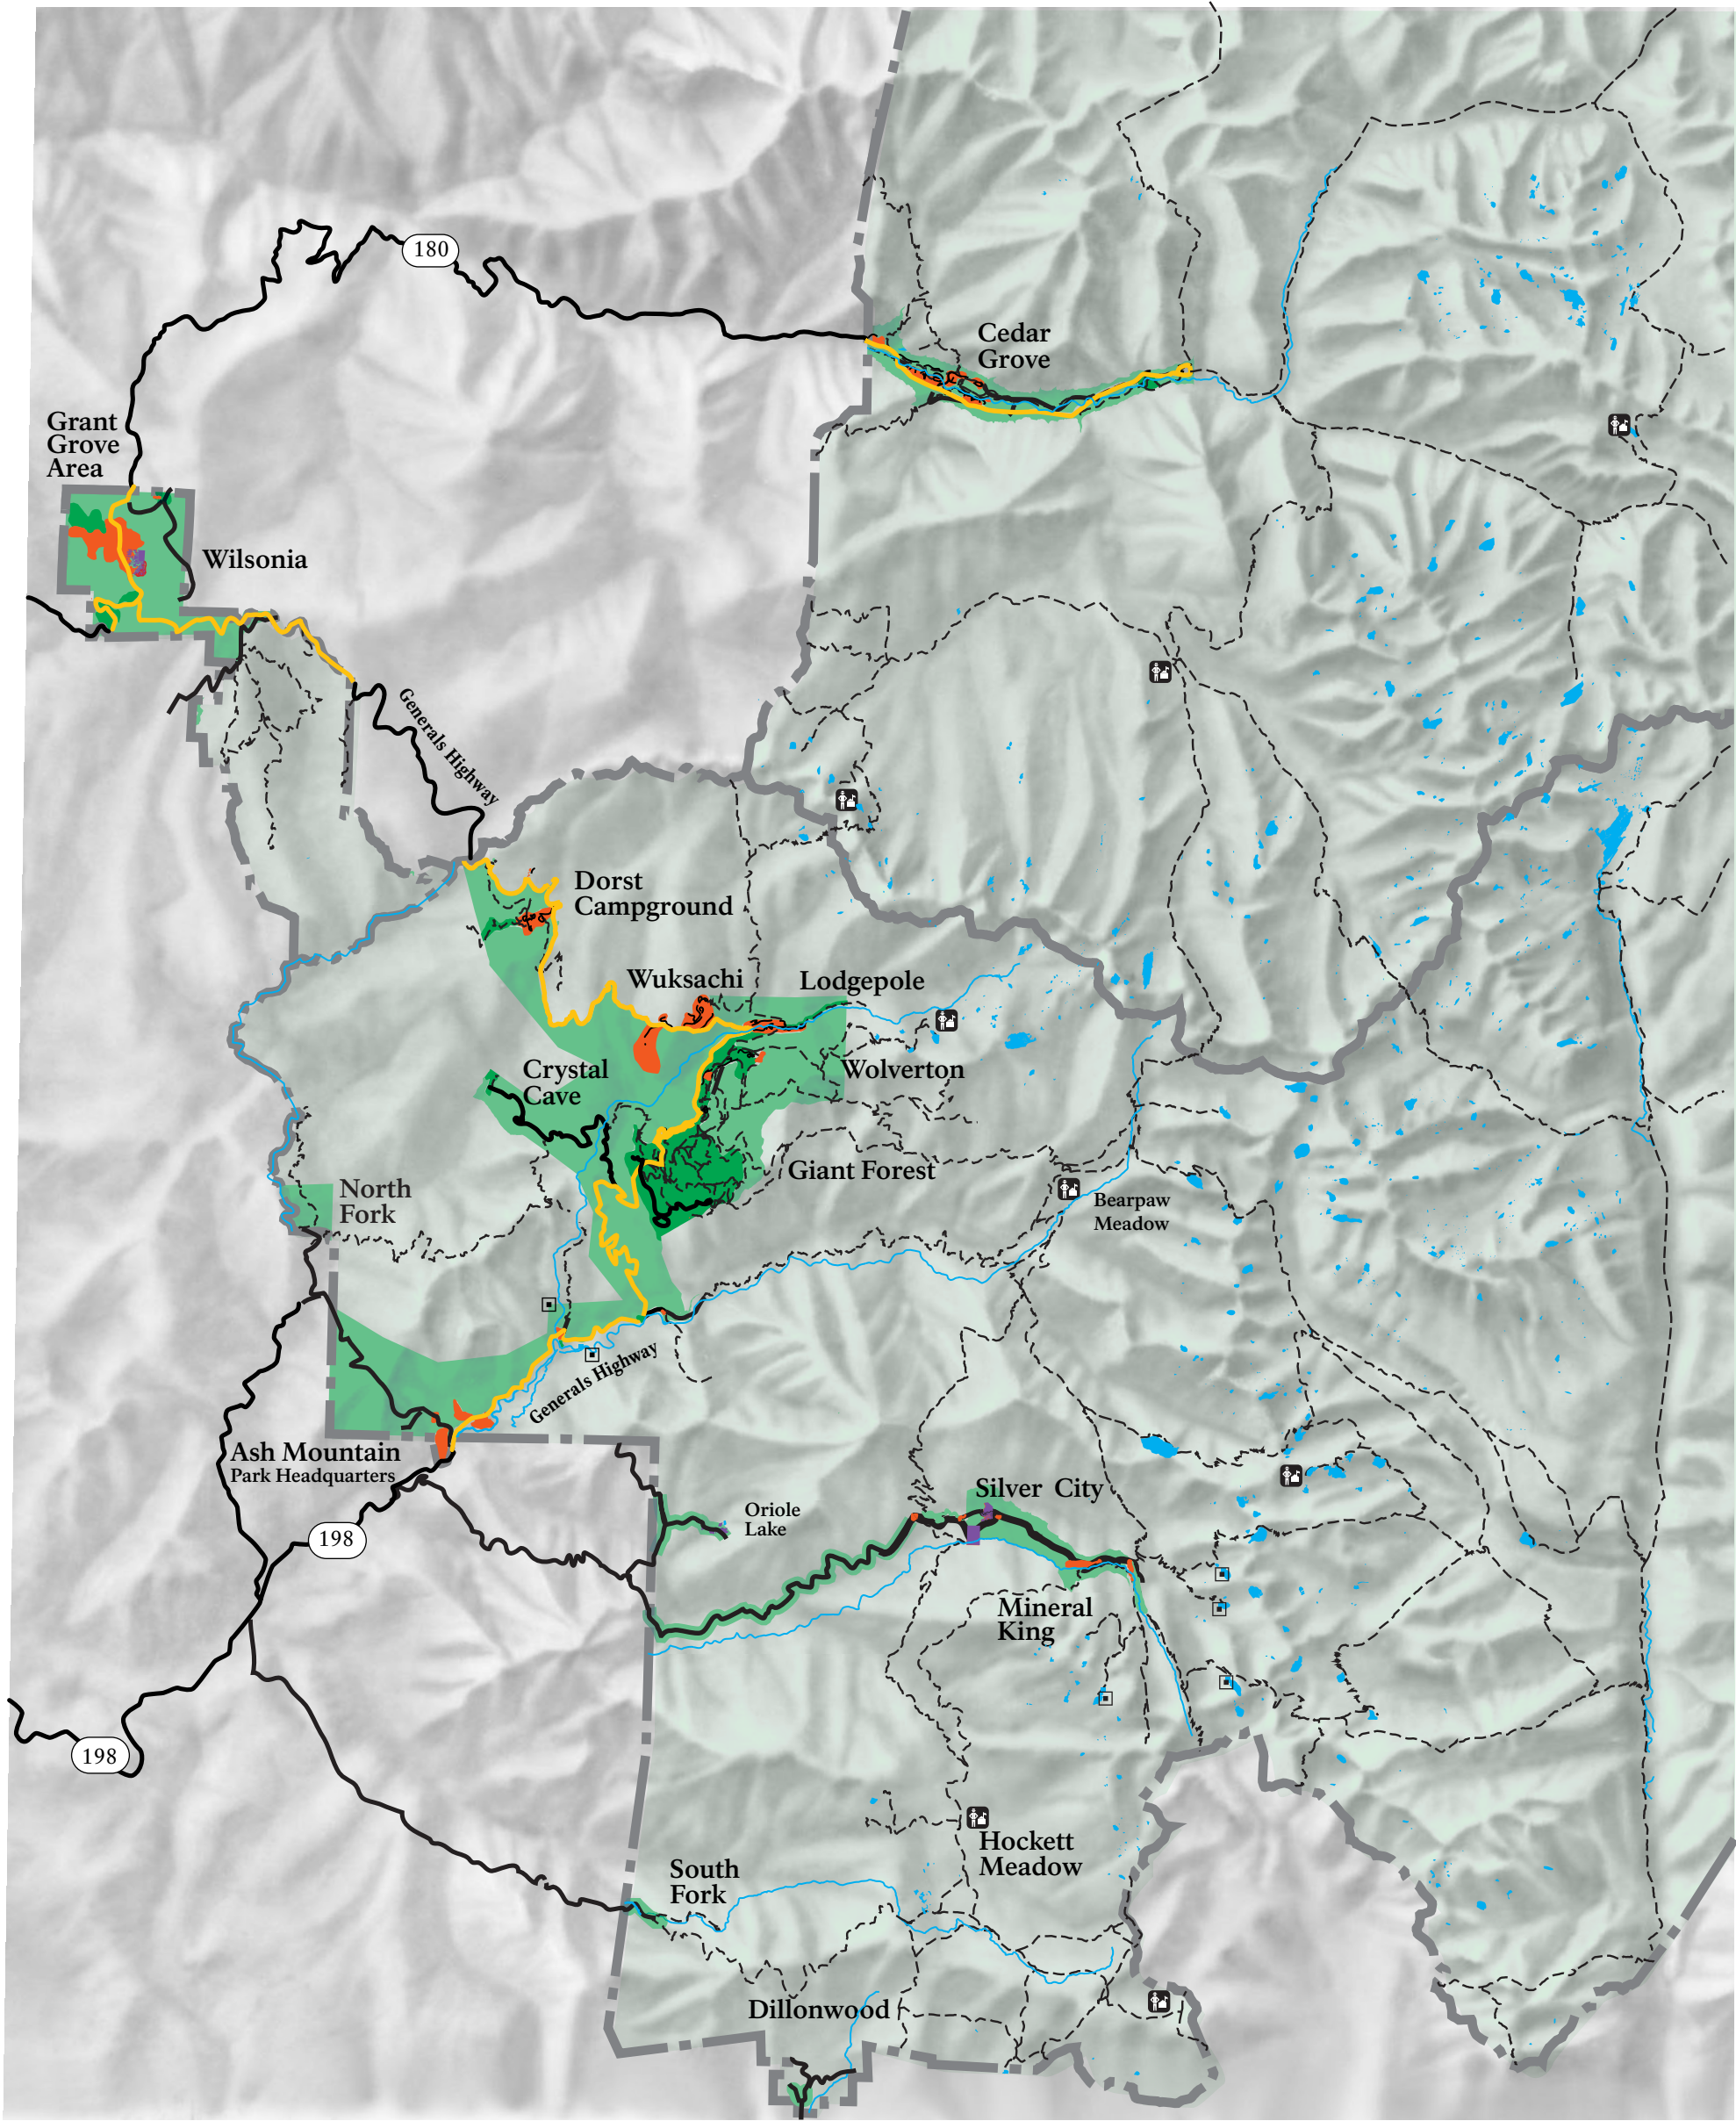 180
Cedar
Grove
Grant
Grove
Area
Wilsonia
Generals Highway
Dorst
Campground
Wuksachi
Lodgepole
Crystal
Cave
Wolverton
Giant Forest
North
Fork
Bearpaw
Meadow
Generals Highway
Ash Mountain
Park Headquarters
Silver City
Oriole
Lake
198
Mineral
King
198
Hockett
Meadow
South
Fork
Dillonwood